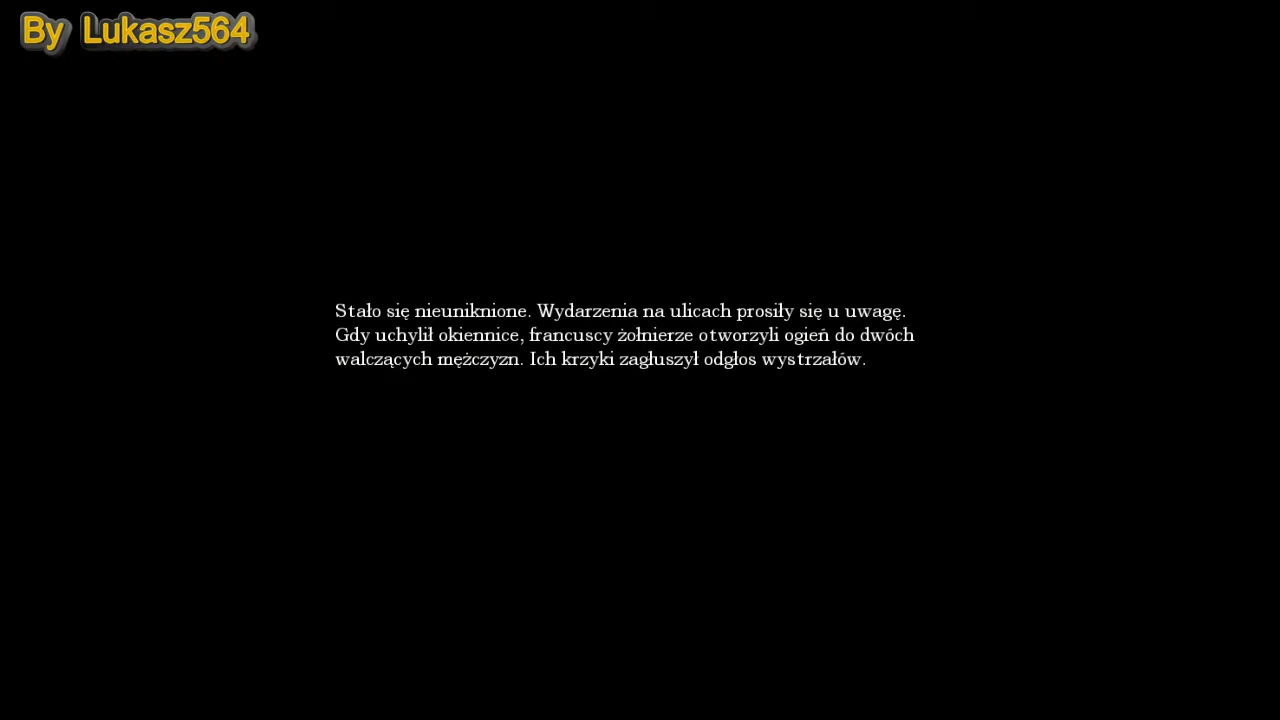 By Lukasz564
Stało się nieuniknione. Wydarzenia na ulicach prosiły się u uwagę.
Gdy uchylił okiennice, francuscy żołnierze otworzyli ogień do dwóch
walczących mężczyzn. Ich krzyki zagłuszył odgłos wystrzałów.